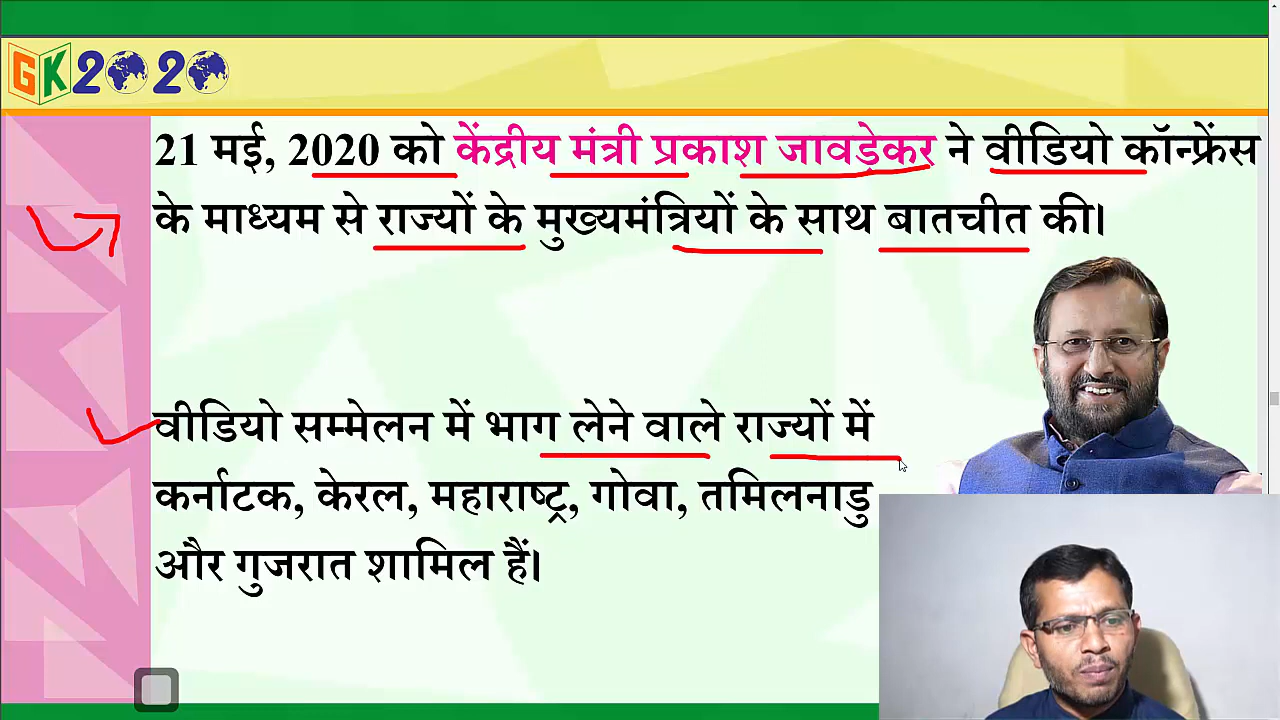 GK2020
21 मई, 2020 को केंद्रीय मंत्री प्रकाश जावड़ेकर ने वीडियो कॉन्फ्रेंस
के माध्यम से राज्यों के मुख्यमंत्रियों के साथ बातचीत की।
वीडियो सम्मेलन में भाग लेने वाले राज्यों में
कर्नाटक, केरल, महाराष्ट्र, गोवा, तमिलनाडु
और गुजरात शामिल हैं।